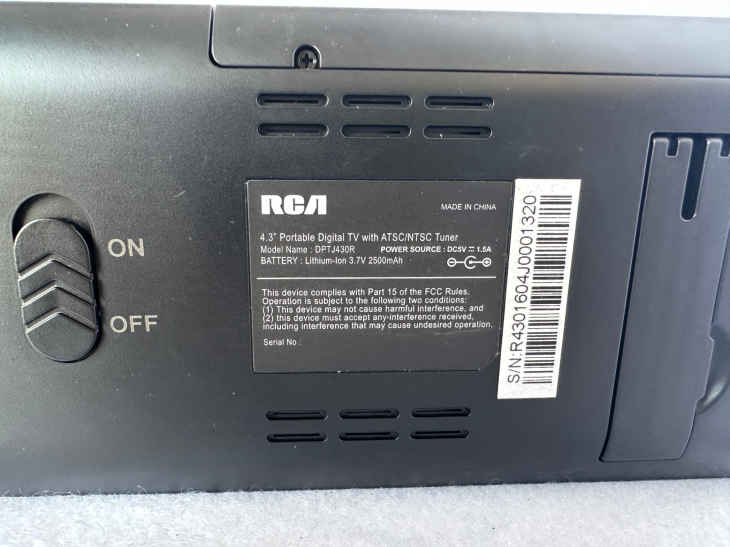 ON
OFF
RCA
MADE IN CHINA
4.3" Portable Digital TV with ATSC/NTSC Tuner
Model Name : DPTJ430R
POWER SOURCE : DC5V ⎓ 1.5A
BATTERY : Lithium-Ion 3.7V 2500mAh
This device complies with Part 15 of the FCC Rules.
Operation is subject to the following two conditions:
(1) This device may not cause harmful interference, and
(2) this device must accept any-interference received,
including interference that may cause undesired operation.
Serial No :
S/N:R4301604J0001320